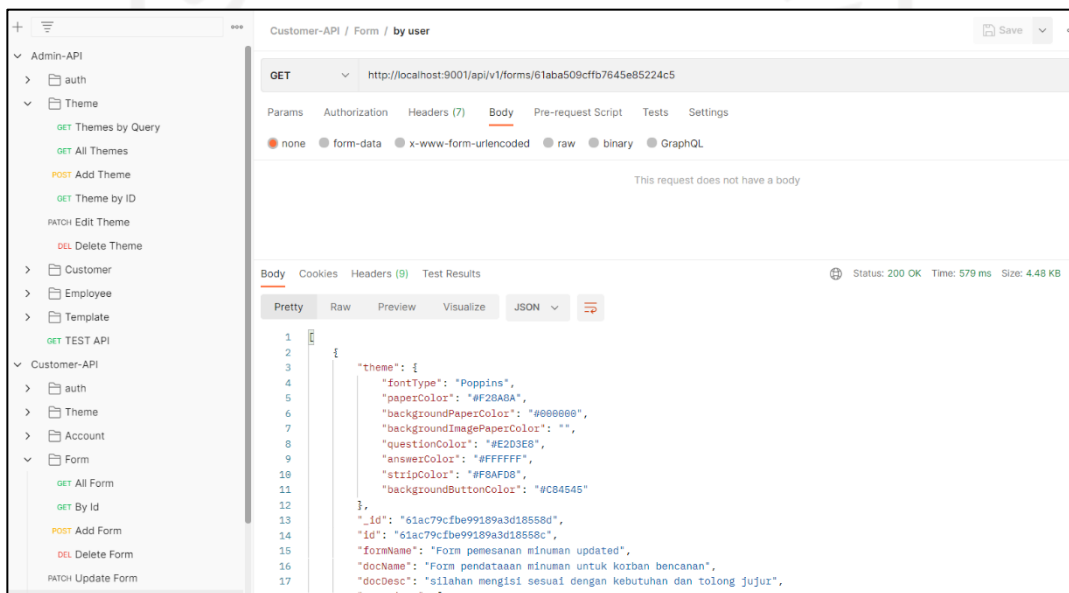 Customer-API / Form / by user
Save
Admin-API
auth
Theme
GET Themes by Query
GET All Themes
POST Add Theme
GET Theme by ID
PATCH Edit Theme
DEL Delete Theme
Customer
Employee
Template
GET TEST API
Customer-API
auth
Theme
Account
Form
GET All Form
GET By Id
POST Add Form
DEL Delete Form
PATCH Update Form
GET http://localhost:9001/api/v1/forms/61aba509cffb7645e85224c5
Params Authorization Headers (7) Body Pre-request Script Tests Settings
none form-data x-www-form-urlencoded raw binary GraphQL
This request does not have a body
Body Cookies Headers (9) Test Results Status: 200 OK Time: 579 ms Size: 4.48 KB
Pretty Raw Preview Visualize JSON
1 [
2 {
3 "theme": {
4 "fontType": "Poppins",
5 "paperColor": "#F28A8A",
6 "backgroundPaperColor": "#000000",
7 "backgroundImagePaperColor": "",
8 "questionColor": "#E2D3E8",
9 "answerColor": "#FFFFFF",
10 "stripColor": "#F8AFD8",
11 "backgroundButtonColor": "#C84545"
12 },
13 "_id": "61ac79cfbe99189a3d18558d",
14 "id": "61ac79cfbe99189a3d18558c",
15 "formName": "Form pemesanan minuman updated",
16 "docName": "Form pendataaan minuman untuk korban bencanan",
17 "docDesc": "silahan mengisi sesuai dengan kebutuhan dan tolong jujur",